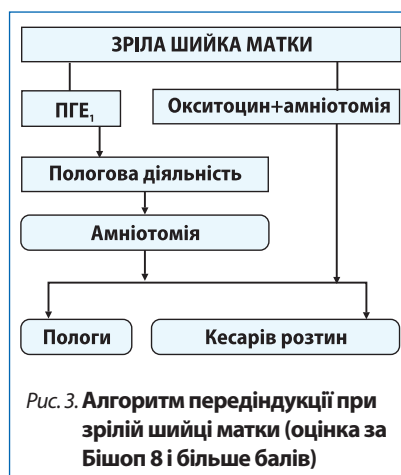 ЗРІЛА ШИЙКА МАТКИ
ПГЕ₁
Окситоцин+амніотомія
Пологова діяльність
Амніотомія
Пологи
Кесарів розтин
Рис. 3. Алгоритм передіндукції при
зрілій шийці матки (оцінка за
Бішоп 8 і більше балів)